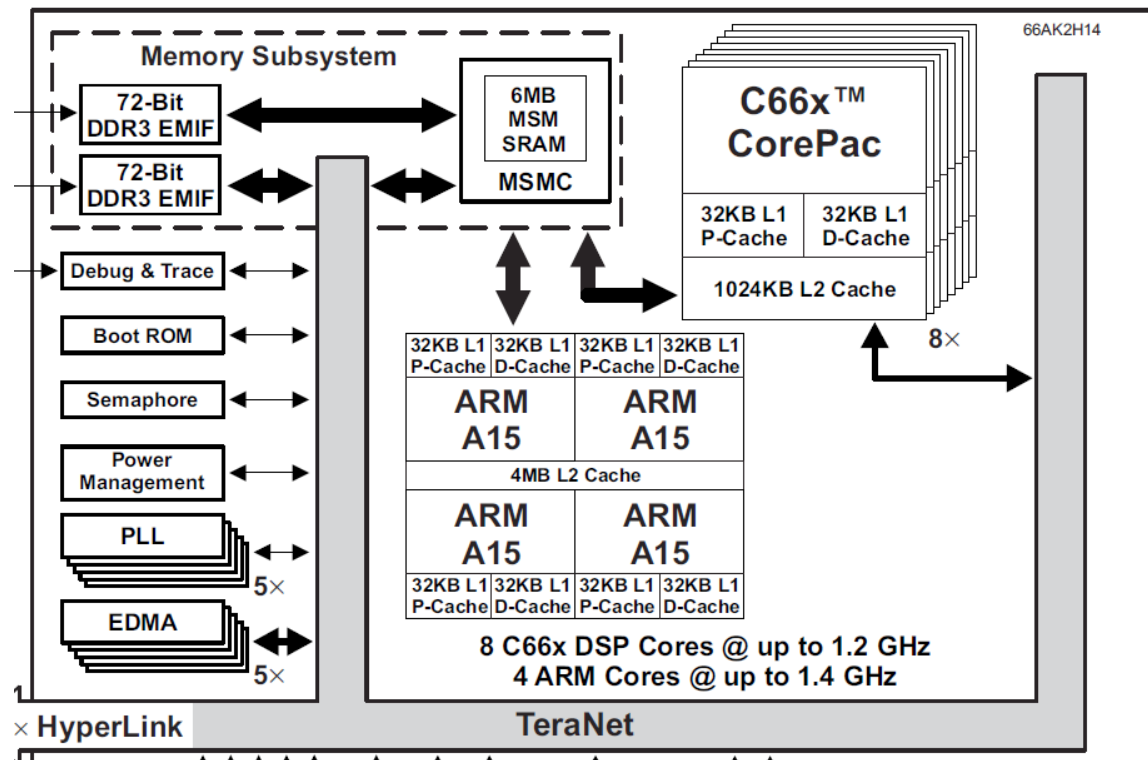 66AK2H14
Memory Subsystem
72-Bit
DDR3 EMIF
72-Bit
DDR3 EMIF
6MB
MSM
SRAM
MSMC
C66x™
CorePac
32KB L1
P-Cache
32KB L1
D-Cache
1024KB L2 Cache
8×
Debug & Trace
Boot ROM
Semaphore
Power
Management
PLL
5×
EDMA
5×
32KB L1 32KB L1 32KB L1 32KB L1
P-Cache D-Cache P-Cache D-Cache
ARM ARM
A15 A15
4MB L2 Cache
ARM ARM
A15 A15
32KB L1 32KB L1 32KB L1 32KB L1
P-Cache D-Cache P-Cache D-Cache
8 C66x DSP Cores @ up to 1.2 GHz
4 ARM Cores @ up to 1.4 GHz
× HyperLink
TeraNet